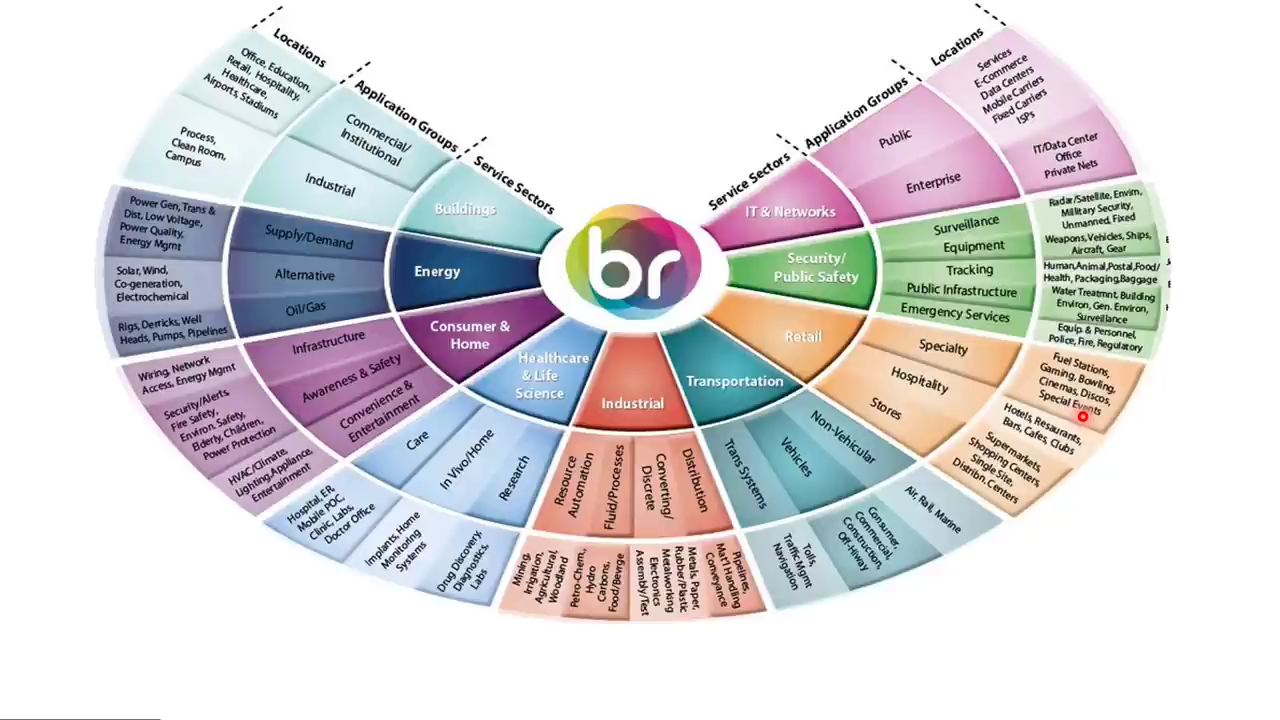 Locations
Application Groups
Service Sectors
Service Sectors
Application Groups
Locations
br
Buildings
Commercial/
Institutional
Office, Education,
Retail, Hospitality,
Healthcare,
Airports, Stadiums
Industrial
Process,
Clean Room,
Campus
Energy
Supply/Demand
Power Gen, Trans &
Dist, Low Voltage,
Power Quality,
Energy Mgmt
Alternative
Solar, Wind,
Co-generation,
Electrochemical
Oil/Gas
Rigs, Derricks, Well
Heads, Pumps, Pipelines
Consumer &
Home
Infrastructure
Wiring, Network
Access, Energy Mgmt
Awareness & Safety
Security/Alerts
Fire Safety,
Environ. Safety,
Elderly, Children,
Power Protection
Convenience &
Entertainment
HVAC/Climate,
Lighting, Appliance,
Entertainment
Healthcare
& Life
Science
Care
Hospital, ER,
Mobile POC,
Clinic, Labs,
Doctor Office
In Vivo/Home
Implants, Home
Monitoring
Systems
Research
Drug Discovery,
Diagnostics,
Labs
Industrial
Resource
Automation
Mining,
Irrigation,
Agricultural,
Woodland
Fluid/Processes
Petro-Chem.,
Hydro
Carbons,
Food/Bevrge
Converting/
Discrete
Metals, Paper,
Rubber/Plastic
Metalworking
Electronics
Assembly/Test
Distribution
Pipelines,
Mat'l Handling
Conveyance
Transportation
Trans Systems
Tolls,
Traffic Mgmt
Navigation
Vehicles
Consumer,
Commercial,
Construction,
Off-Hiway
Non-Vehicular
Air, Rail, Marine
Retail
Specialty
Fuel Stations,
Gaming, Bowling,
Cinemas, Discos,
Special Events
Hospitality
Hotels, Resaurants,
Bars, Cafes, Clubs
Stores
Supermarkets,
Shopping Centers,
Single Site,
Distribn, Centers
Security/
Public Safety
Surveillance
Radar/Satellite, Envim,
Military Security,
Unmanned, Fixed
Equipment
Weapons, Vehicles, Ships,
Aircraft, Gear
Tracking
Human,Animal,Postal,Food/
Health, Packaging,Baggage
Public Infrastructure
Water Treatmnt, Building
Environ, Gen. Environ,
Surveillance
Emergency Services
Equip. & Personnel,
Police, Fire, Regulatory
IT & Networks
Public
Services
E-Commerce
Data Centers
Mobile Carriers
Fixed Carriers
ISPs
Enterprise
IT/Data Center
Office
Private Nets